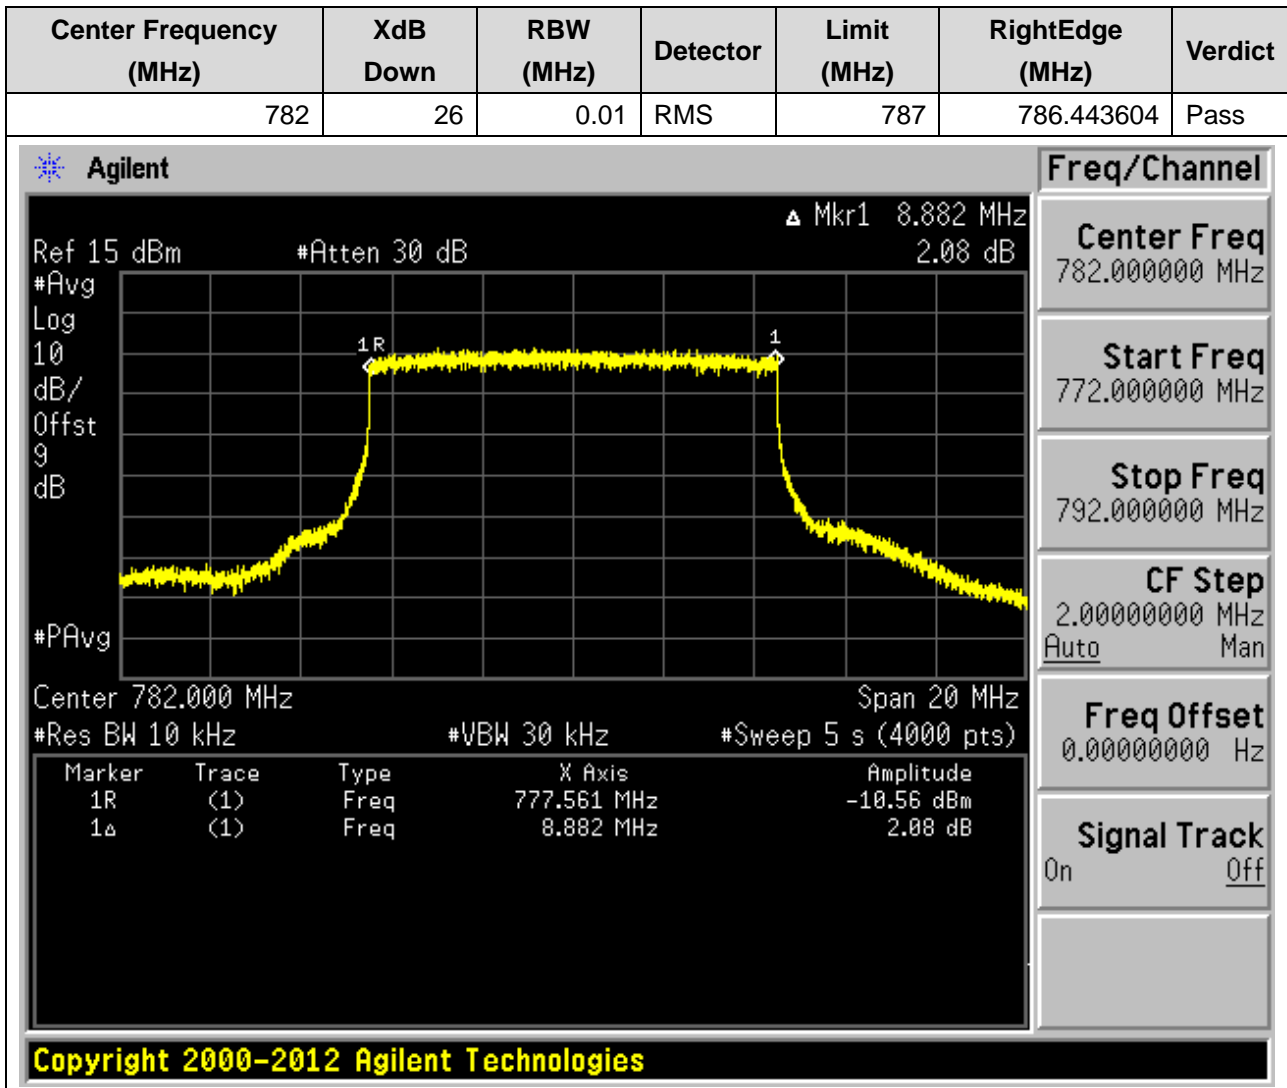 Center Frequency (MHz) XdB Down RBW (MHz) Detector Limit (MHz) RightEdge (MHz) Verdict
782 26 0.01 RMS 787 786.443604 Pass
Agilent
Freq/Channel
Δ Mkr1 8.882 MHz
Ref 15 dBm #Atten 30 dB 2.08 dB
#Avg
Log
10
dB/
Offst
9
dB
#PAvg
1R
1
Center 782.000 MHz Span 20 MHz
#Res BW 10 kHz #VBW 30 kHz #Sweep 5 s (4000 pts)
Marker Trace Type X Axis Amplitude
1R (1) Freq 777.561 MHz -10.56 dBm
1Δ (1) Freq 8.882 MHz 2.08 dB
Center Freq
782.000000 MHz
Start Freq
772.000000 MHz
Stop Freq
792.000000 MHz
CF Step
2.00000000 MHz
Auto Man
Freq Offset
0.00000000 Hz
Signal Track
On Off
Copyright 2000-2012 Agilent Technologies